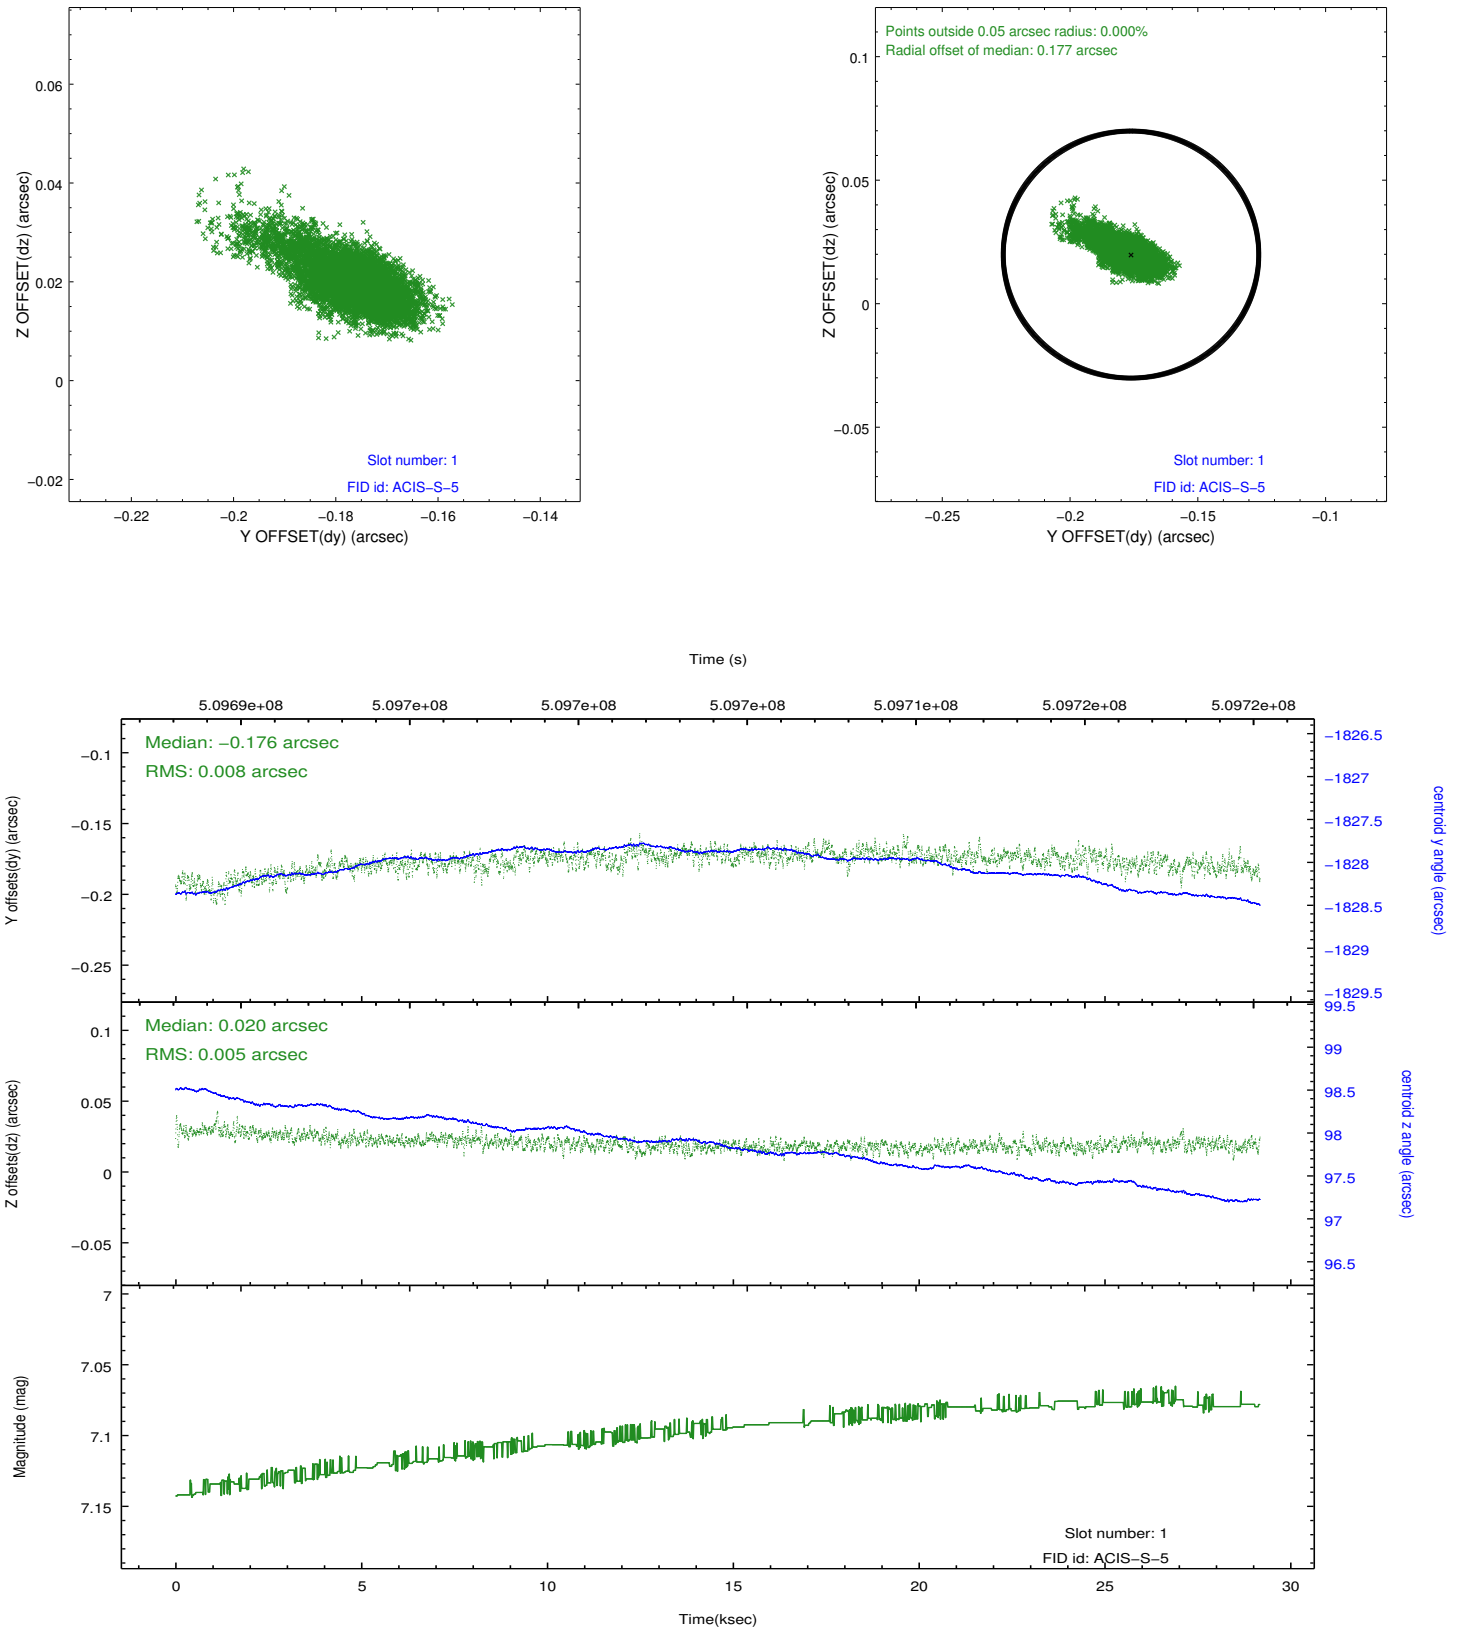 Z OFFSET(dz) (arcsec)
0.06
0.04
0.02
0
−0.02
Slot number: 1
FID id: ACIS−S−5
−0.22 −0.2 −0.18 −0.16 −0.14
Y OFFSET(dy) (arcsec)
Points outside 0.05 arcsec radius: 0.000%
Radial offset of median: 0.177 arcsec
Z OFFSET(dz) (arcsec)
0.1
0.05
0
−0.05
Slot number: 1
FID id: ACIS−S−5
−0.25 −0.2 −0.15 −0.1
Y OFFSET(dy) (arcsec)
Time (s)
5.0969e+08 5.097e+08 5.097e+08 5.097e+08 5.0971e+08 5.0972e+08 5.0972e+08
Median: −0.176 arcsec
RMS: 0.008 arcsec
Y offsets(dy) (arcsec)
−0.1
−0.15
−0.2
−0.25
−1826.5
−1827
−1827.5
−1828
−1828.5
−1829
−1829.5
centroid y angle (arcsec)
Median: 0.020 arcsec
RMS: 0.005 arcsec
Z offsets(dz) (arcsec)
0.1
0.05
0
−0.05
99.5
99
98.5
98
97.5
97
96.5
centroid z angle (arcsec)
Magnitude (mag)
7
7.05
7.1
7.15
Slot number: 1
FID id: ACIS−S−5
0 5 10 15 20 25 30
Time(ksec)